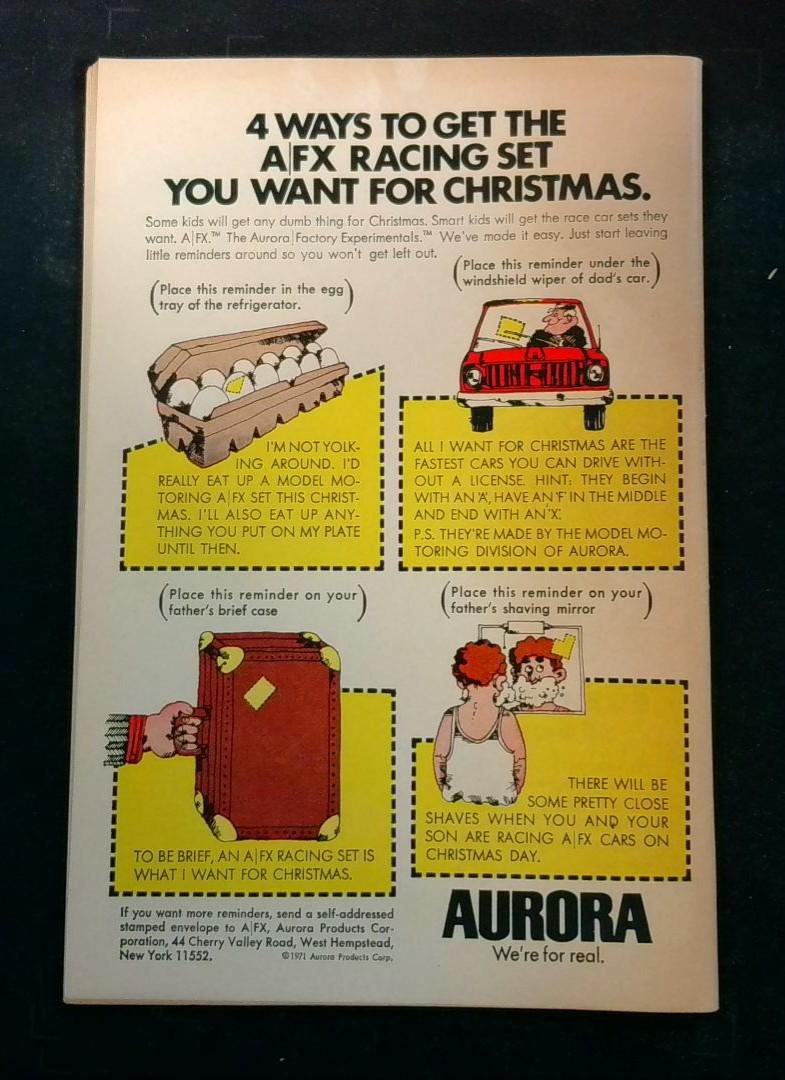 4 WAYS TO GET THE
A|FX RACING SET
YOU WANT FOR CHRISTMAS.
Some kids will get any dumb thing for Christmas. Smart kids will get the race car sets they
want. A|FX.™ The Aurora|Factory Experimentals.™ We've made it easy. Just start leaving
little reminders around so you won't get left out.
(Place this reminder in the egg
tray of the refrigerator.)
I'M NOT YOLK-
ING AROUND. I'D
REALLY EAT UP A MODEL MO-
TORING A|FX SET THIS CHRIST-
MAS. I'LL ALSO EAT UP ANY-
THING YOU PUT ON MY PLATE
UNTIL THEN.
(Place this reminder under the
windshield wiper of dad's car.)
ALL I WANT FOR CHRISTMAS ARE THE
FASTEST CARS YOU CAN DRIVE WITH-
OUT A LICENSE. HINT: THEY BEGIN
WITH AN 'A', HAVE AN 'F' IN THE MIDDLE
AND END WITH AN 'X'.
P.S. THEY'RE MADE BY THE MODEL MO-
TORING DIVISION OF AURORA.
(Place this reminder on your
father's brief case)
TO BE BRIEF, AN A|FX RACING SET IS
WHAT I WANT FOR CHRISTMAS.
(Place this reminder on your
father's shaving mirror)
THERE WILL BE
SOME PRETTY CLOSE
SHAVES WHEN YOU AND YOUR
SON ARE RACING A|FX CARS ON
CHRISTMAS DAY.
If you want more reminders, send a self-addressed
stamped envelope to A|FX, Aurora Products Cor-
poration, 44 Cherry Valley Road, West Hempstead,
New York 11552. ©1971 Aurora Products Corp.
AURORA
We're for real.